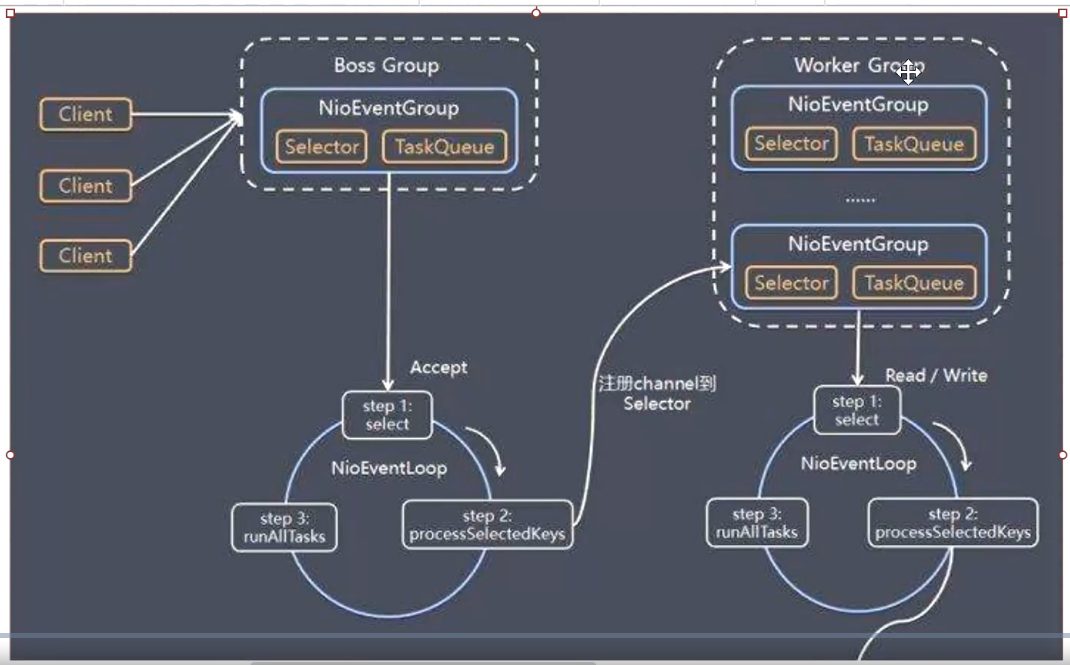 Boss Group
NioEventGroup
Selector
TaskQueue
Client
Client
Client
Worker Group
NioEventGroup
Selector
TaskQueue
......
NioEventGroup
Selector
TaskQueue
Accept
step 1:
select
NioEventLoop
step 2:
processSelectedKeys
step 3:
runAllTasks
注册channel到
Selector
Read / Write
step 1:
select
NioEventLoop
step 2:
processSelectedKeys
step 3:
runAllTasks